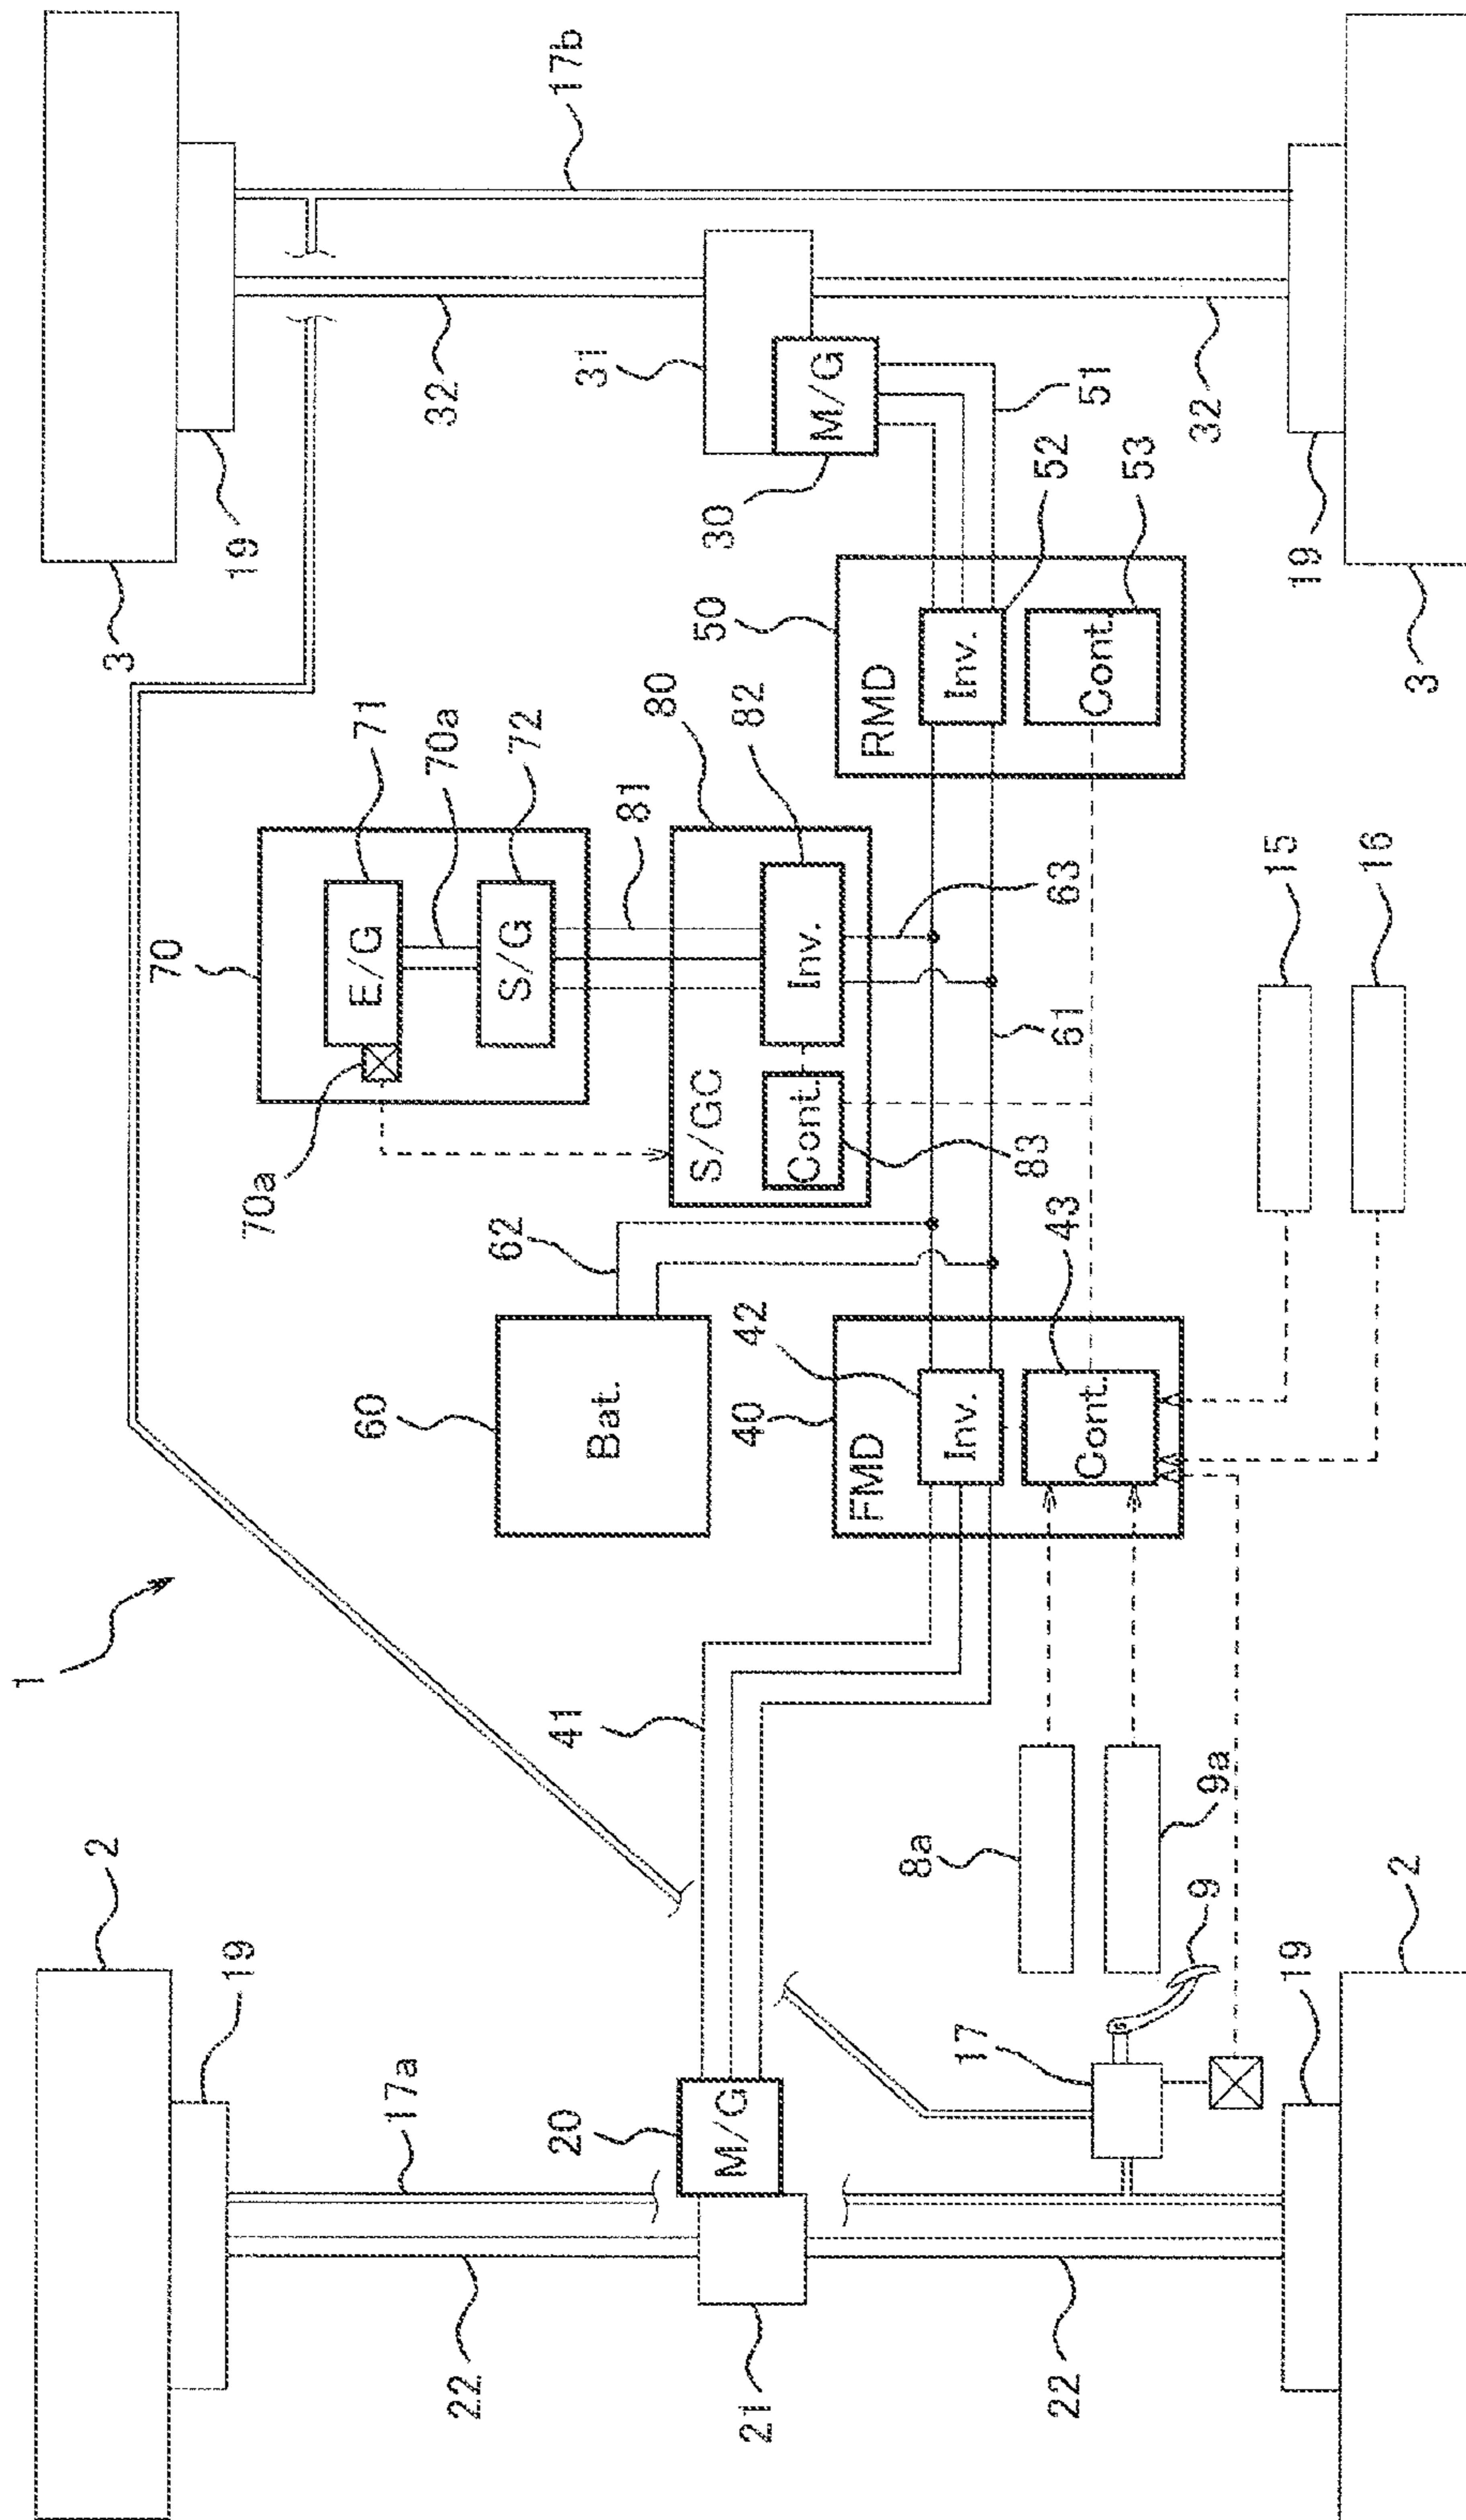 1
2
19
17a
22
20
M/G
21
22
41
17
9
8a
9a
19
2
60
Bat.
62
FMD
40
42
Inv.
43
Cont.
70
70a
E/G
71
70a
S/G
72
81
80
S/GC
Cont.
83
Inv.
82
63
61
15
16
50
RMD
Inv.
52
Cont.
53
51
30
M/G
31
32
32
17b
3
19
19
3